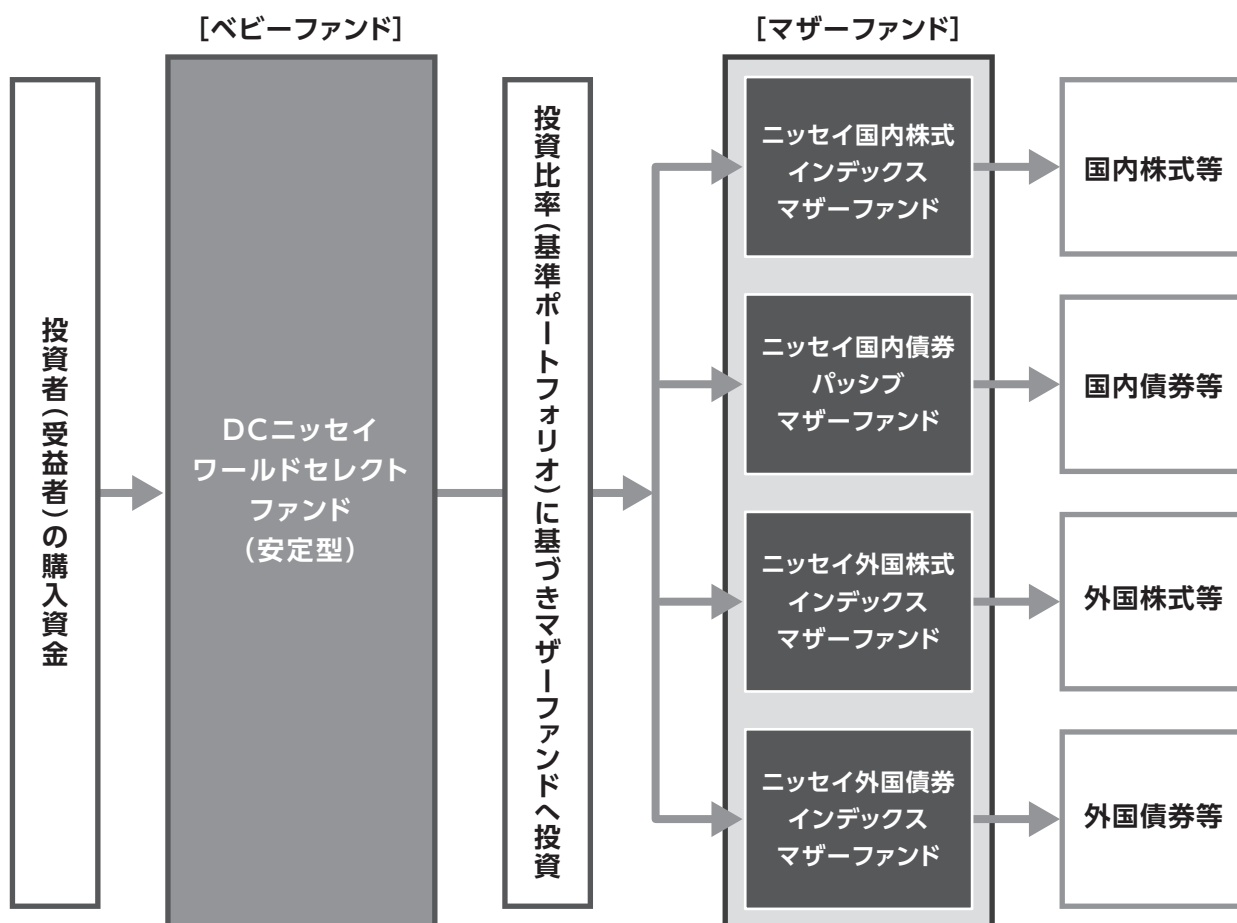 [ベビーファンド]
[マザーファンド]
投資者(受益者)の購入資金
DCニッセイ
ワールドセレクト
ファンド
(安定型)
投資比率(基準ポートフォリオ)に基づきマザーファンドへ投資
ニッセイ国内株式
インデックス
マザーファンド
国内株式等
ニッセイ国内債券
パッシブ
マザーファンド
国内債券等
ニッセイ外国株式
インデックス
マザーファンド
外国株式等
ニッセイ外国債券
インデックス
マザーファンド
外国債券等